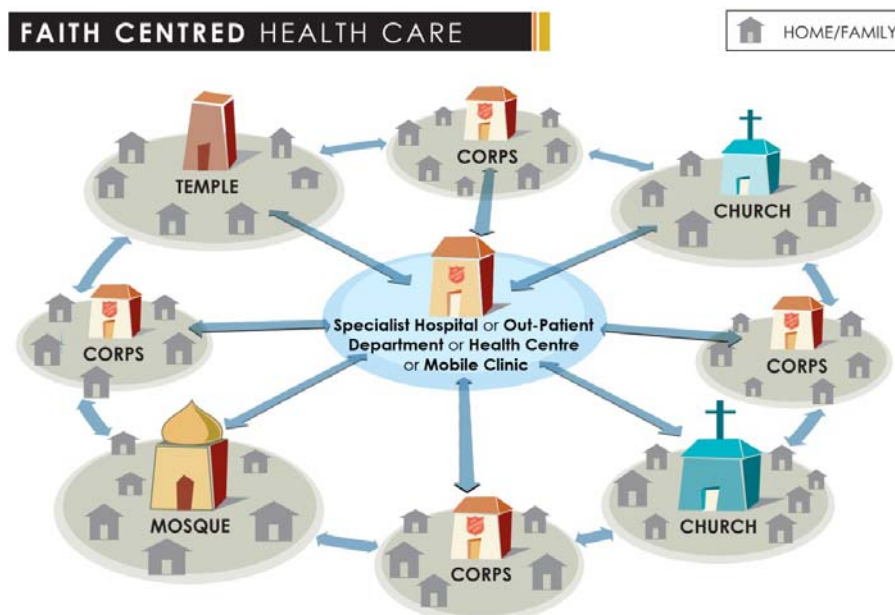 FAITH CENTRED HEALTH CARE
HOME/FAMILY
TEMPLE
CORPS
CHURCH
CORPS
Specialist Hospital or Out-Patient
Department or Health Centre
or Mobile Clinic
CORPS
MOSQUE
CORPS
CHURCH